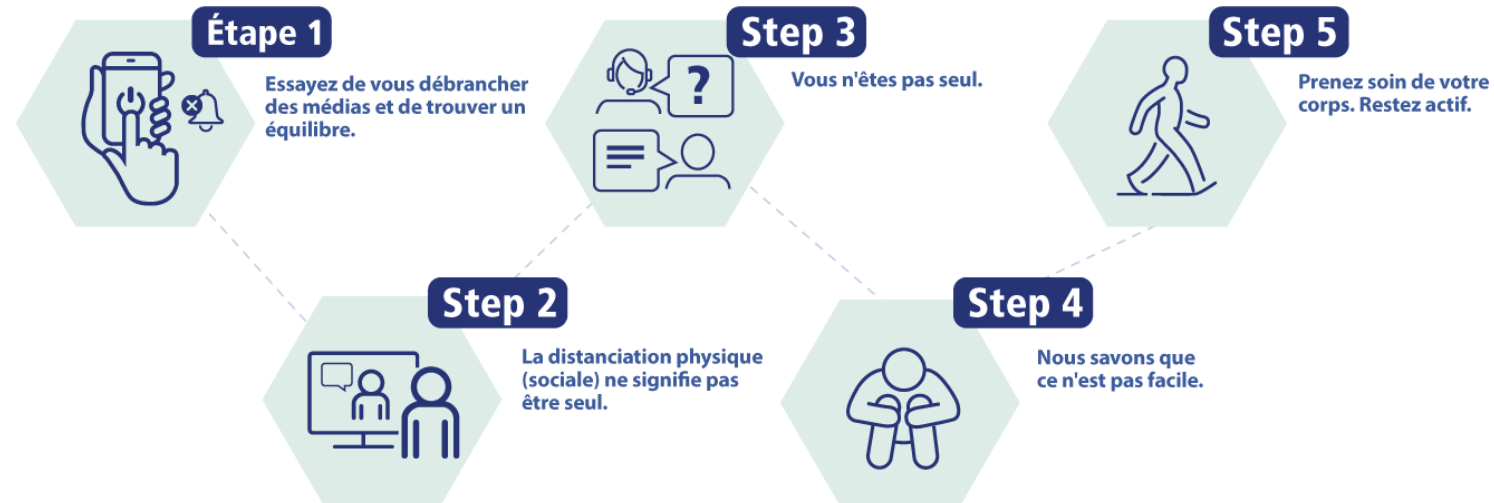 Étape 1
Essayez de vous débrancher
des médias et de trouver un
équilibre.
Step 2
La distanciation physique
(sociale) ne signifie pas
être seul.
Step 3
?
Vous n'êtes pas seul.
Step 4
Nous savons que
ce n'est pas facile.
Step 5
Prenez soin de votre
corps. Restez actif.